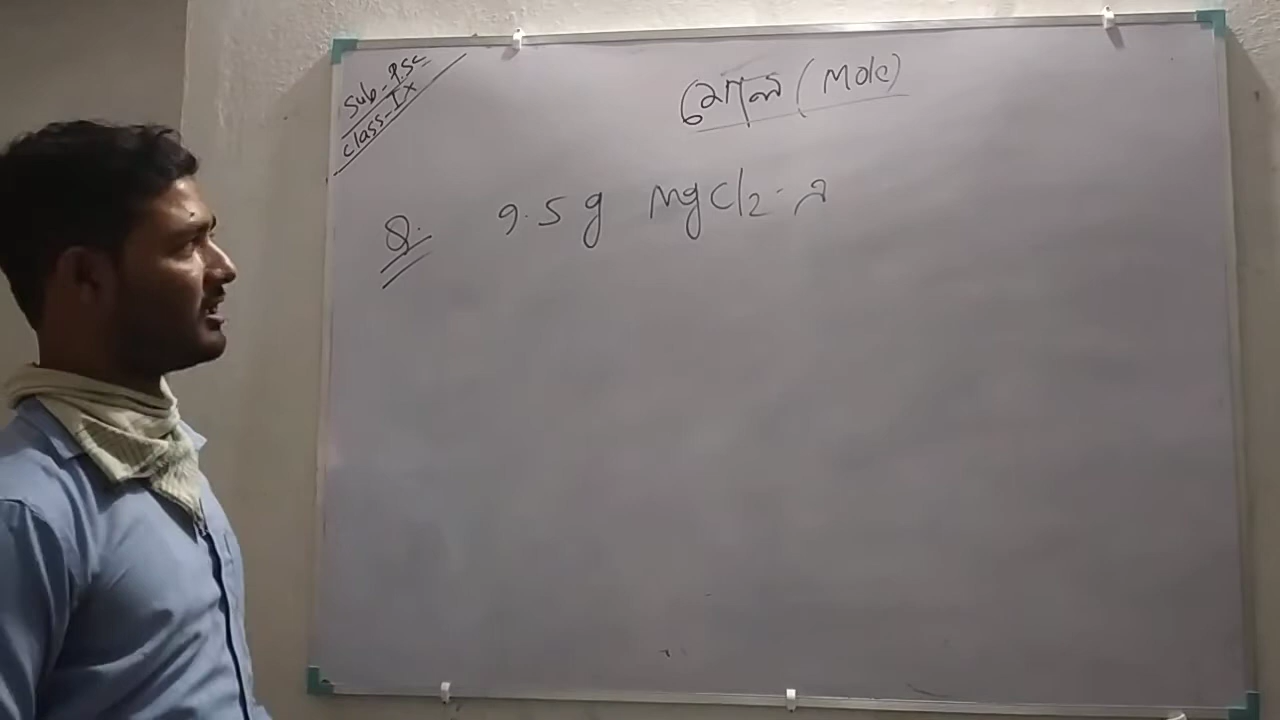 Sub-P.Sc
Class-IX
মোল (Mole)
Q. 9.5 g MgCl2-এ